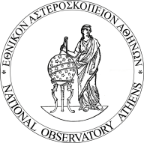 ΕΘΝΙΚΟΝ ΑΣΤΕΡΟΣΚΟΠΕΙΟΝ ΑΘΗΝΩΝ
NATIONAL OBSERVATORY ATHENS